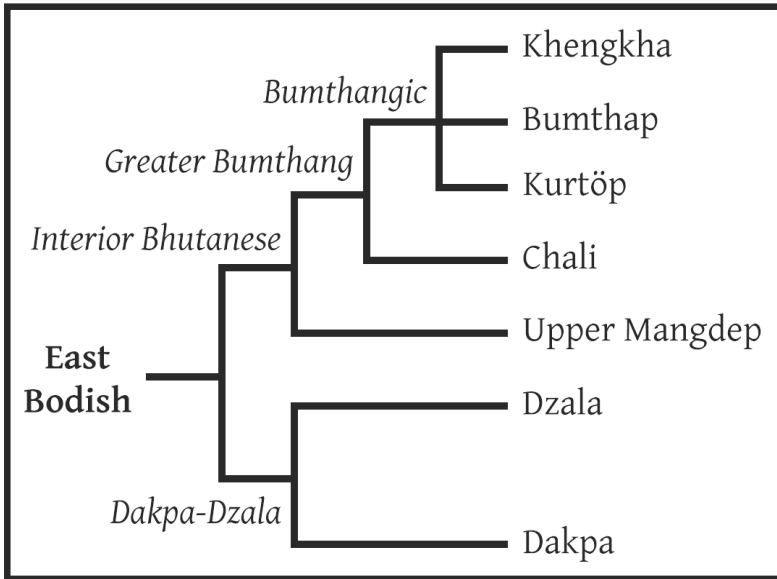 Khengkha
Bumthangic
Bumthap
Greater Bumthang
Kurtöp
Interior Bhutanese
Chali
Upper Mangdep
East
Bodish
Dzala
Dakpa-Dzala
Dakpa